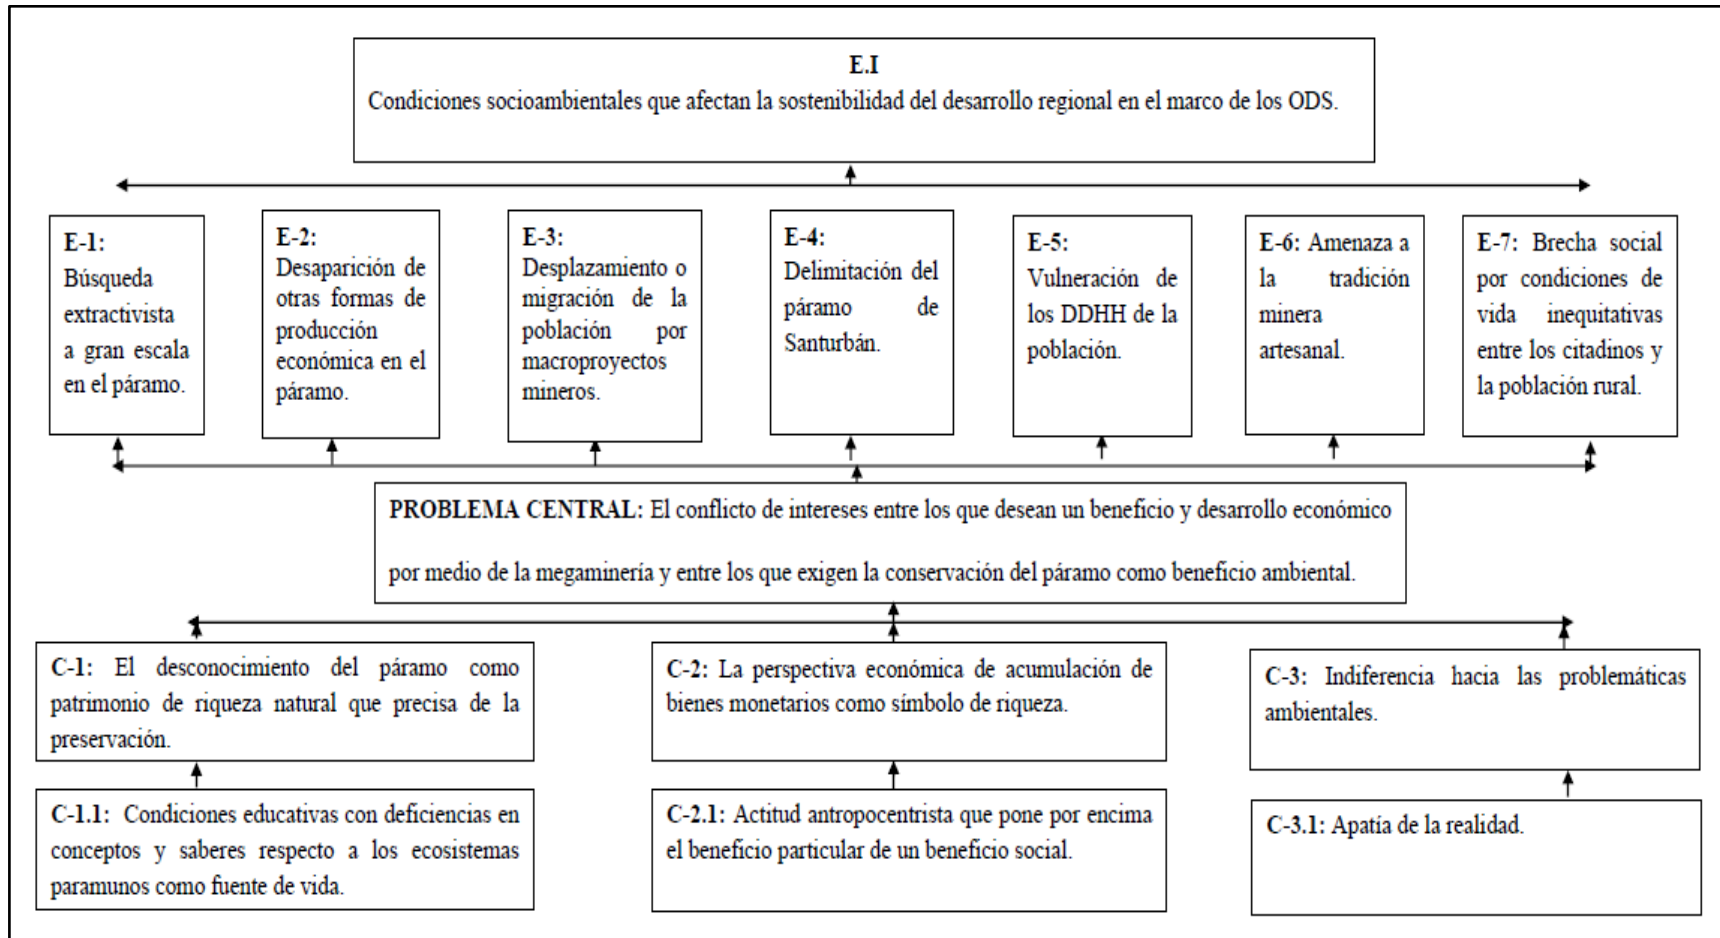 E.I
Condiciones socioambientales que afectan la sostenibilidad del desarrollo regional en el marco de los ODS.
E-1:
Búsqueda
extractivista
a gran escala
en el páramo.
E-2:
Desaparición de
otras formas de
producción
económica en el
páramo.
E-3:
Desplazamiento o
migración de la
población por
macroproyectos
mineros.
E-4:
Delimitación del
páramo de
Santurbán.
E-5:
Vulneración de
los DDHH de la
población.
E-6: Amenaza a
la tradición
minera
artesanal.
E-7: Brecha social
por condiciones de
vida inequitativas
entre los citadinos y
la población rural.
PROBLEMA CENTRAL: El conflicto de intereses entre los que desean un beneficio y desarrollo económico
por medio de la megaminería y entre los que exigen la conservación del páramo como beneficio ambiental.
C-1: El desconocimiento del páramo como
patrimonio de riqueza natural que precisa de la
preservación.
C-2: La perspectiva económica de acumulación de
bienes monetarios como símbolo de riqueza.
C-3: Indiferencia hacia las problemáticas
ambientales.
C-1.1: Condiciones educativas con deficiencias en
conceptos y saberes respecto a los ecosistemas
paramunos como fuente de vida.
C-2.1: Actitud antropocentrista que pone por encima
el beneficio particular de un beneficio social.
C-3.1: Apatía de la realidad.